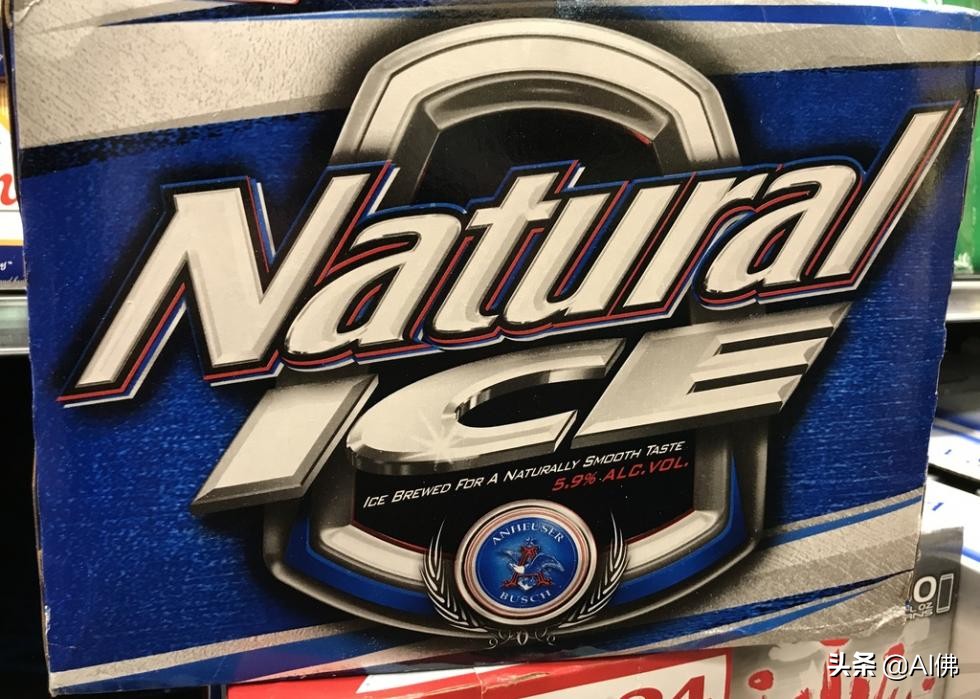 Natural
ICE
ICE BREWED FOR A NATURALLY SMOOTH TASTE
5.9% ALC.VOL.
ANHEUSER
BUSCH
头条 @AI佛